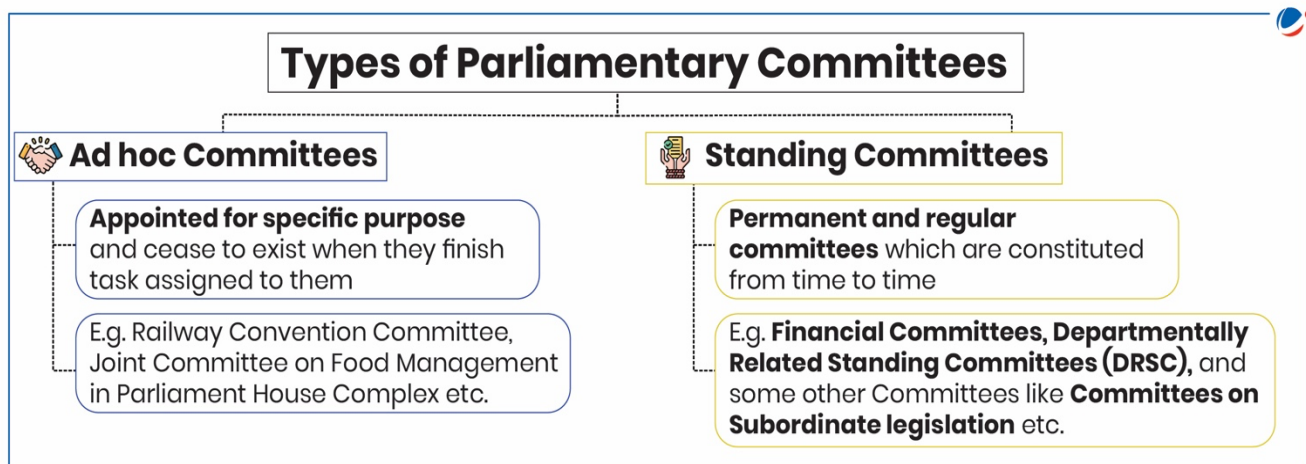 Types of Parliamentary Committees
Ad hoc Committees
Appointed for specific purpose
and cease to exist when they finish
task assigned to them
E.g. Railway Convention Committee,
Joint Committee on Food Management
in Parliament House Complex etc.
Standing Committees
Permanent and regular
committees which are constituted
from time to time
E.g. Financial Committees, Departmentally
Related Standing Committees (DRSC), and
some other Committees like Committees on
Subordinate legislation etc.